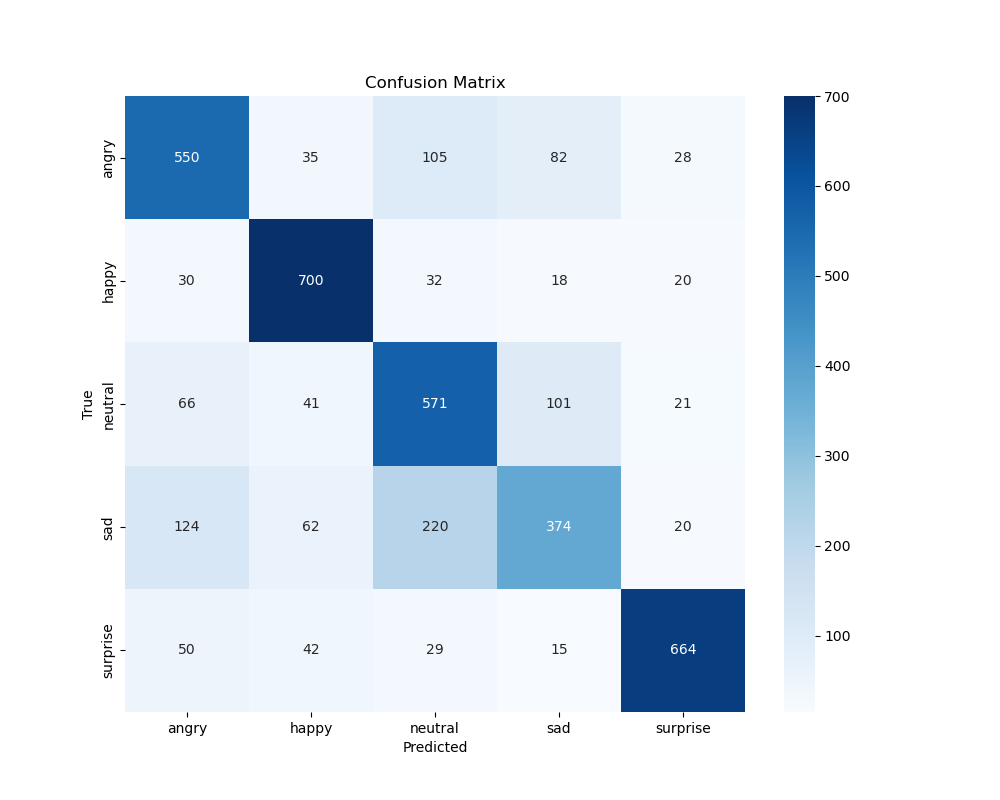 Confusion Matrix
angry 550 35 105 82 28
happy 30 700 32 18 20
neutral 66 41 571 101 21
sad 124 62 220 374 20
surprise 50 42 29 15 664
True
angry happy neutral sad surprise
Predicted
700
600
500
400
300
200
100